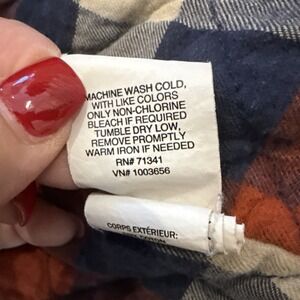 MACHINE WASH COLD,
WITH LIKE COLORS
ONLY NON-CHLORINE
BLEACH IF REQUIRED
TUMBLE DRY LOW,
REMOVE PROMPTLY
WARM IRON IF NEEDED
RN# 71341
VN# 1003656
CORPS EXTÉRIEUR: